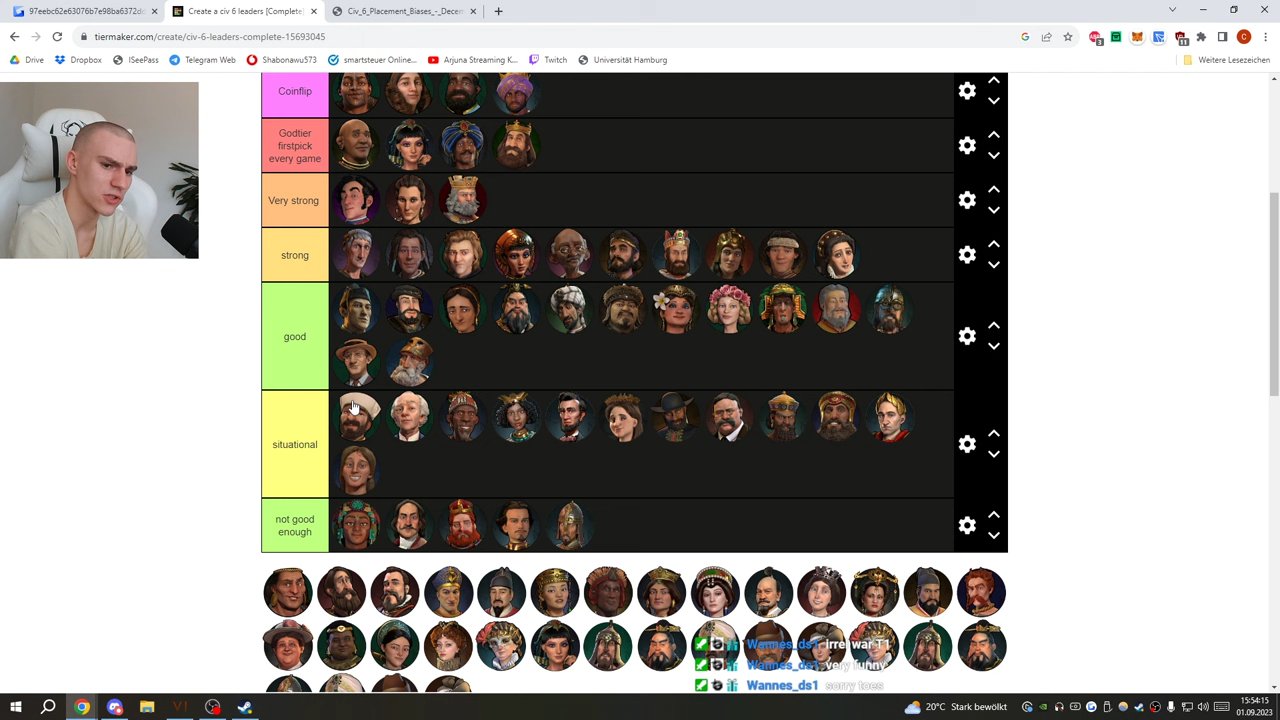 97eebc62e63076b7e98ba6372d
Create a civ 6 leaders [Complete]
Civ_6_Placement_Biases_-_Decem
tiermaker.com/create/civ-6-leaders-complete-15693045
Drive
Dropbox
ISeePass
Telegram Web
Shabonawu573
smartsteuer Online...
Arjuna Streaming K...
Twitch
Universität Hamburg
Weitere Lesezeichen
Coinflip
Godtier
firstpick
every game
Very strong
strong
good
situational
not good
enough
Wannes_ds1 irrel war T1
Wannes_ds1 very funny
Wannes_ds1 sorry toes
20°C Stark bewölkt
15:54:15
01.09.2023